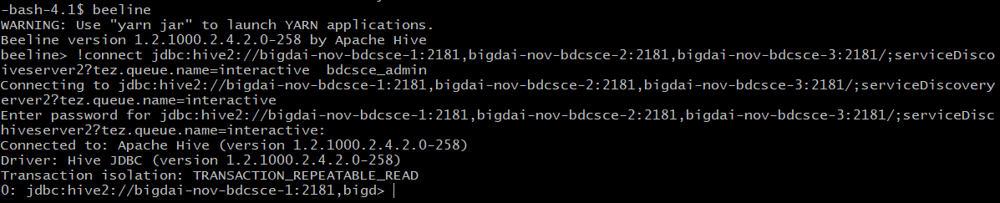 -bash-4.1$ beeline
WARNING: Use "yarn jar" to launch YARN applications.
Beeline version 1.2.1000.2.4.2.0-258 by Apache Hive
beeline> !connect jdbc:hive2://bigdai-nov-bdcsce-1:2181,bigdai-nov-bdcsce-2:2181,bigdai-nov-bdcsce-3:2181/;serviceDisco
iveserver2?tez.queue.name=interactive  bdcsce_admin
Connecting to jdbc:hive2://bigdai-nov-bdcsce-1:2181,bigdai-nov-bdcsce-2:2181,bigdai-nov-bdcsce-3:2181/;serviceDiscovery
erver2?tez.queue.name=interactive
Enter password for jdbc:hive2://bigdai-nov-bdcsce-1:2181,bigdai-nov-bdcsce-2:2181,bigdai-nov-bdcsce-3:2181/;serviceDisc
hiveserver2?tez.queue.name=interactive:
Connected to: Apache Hive (version 1.2.1000.2.4.2.0-258)
Driver: Hive JDBC (version 1.2.1000.2.4.2.0-258)
Transaction isolation: TRANSACTION_REPEATABLE_READ
0: jdbc:hive2://bigdai-nov-bdcsce-1:2181,bigd>